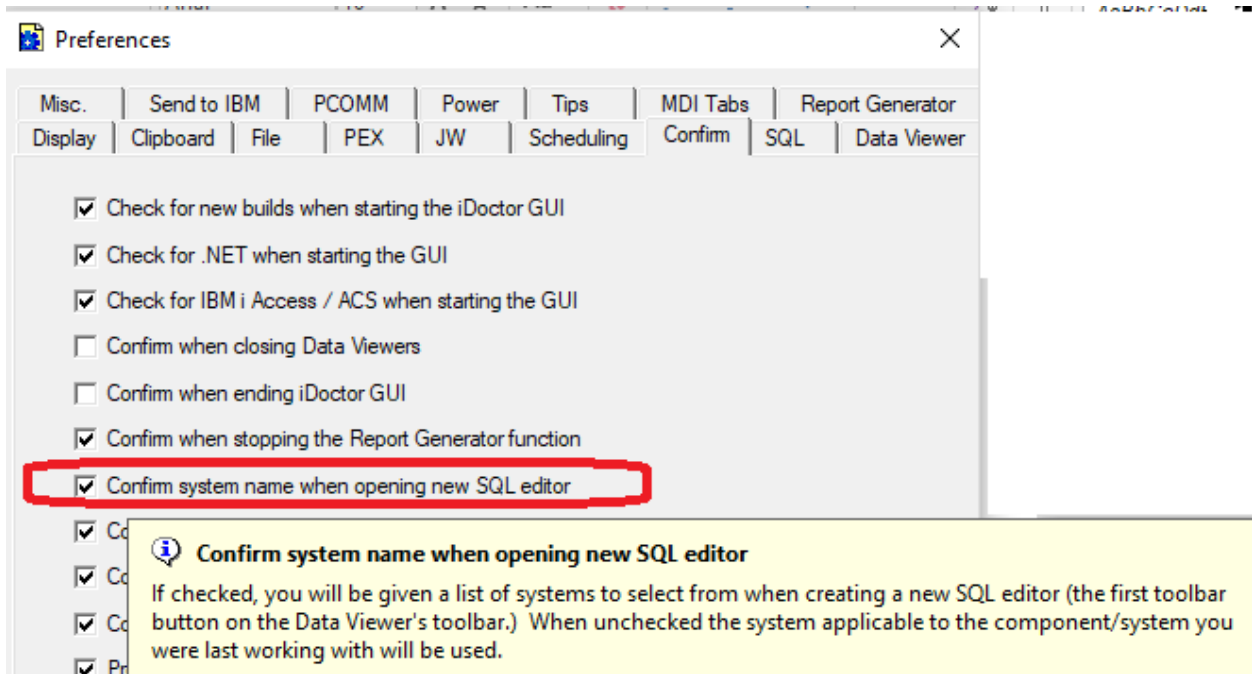 Preferences
Misc. Send to IBM PCOMM Power Tips MDI Tabs Report Generator
Display Clipboard File PEX JW Scheduling Confirm SQL Data Viewer
Check for new builds when starting the iDoctor GUI
Check for .NET when starting the GUI
Check for IBM i Access / ACS when starting the GUI
Confirm when closing Data Viewers
Confirm when ending iDoctor GUI
Confirm when stopping the Report Generator function
Confirm system name when opening new SQL editor
Confirm system name when opening new SQL editor
If checked, you will be given a list of systems to select from when creating a new SQL editor (the first toolbar
button on the Data Viewer's toolbar.) When unchecked the system applicable to the component/system you
were last working with will be used.